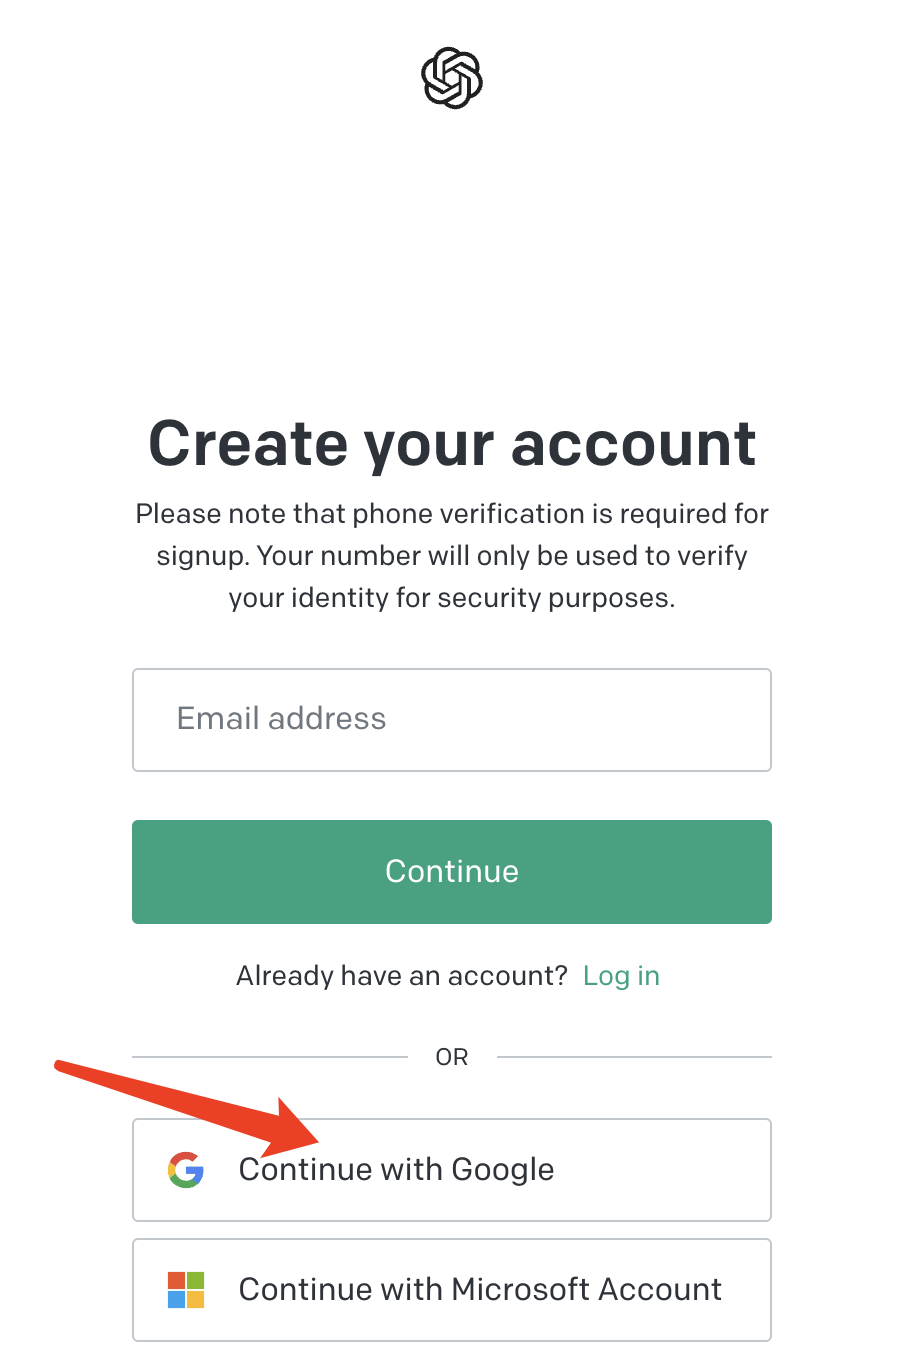 Create your account
Please note that phone verification is required for
signup. Your number will only be used to verify
your identity for security purposes.
Email address
Continue
Already have an account? Log in
OR
Continue with Google
Continue with Microsoft Account